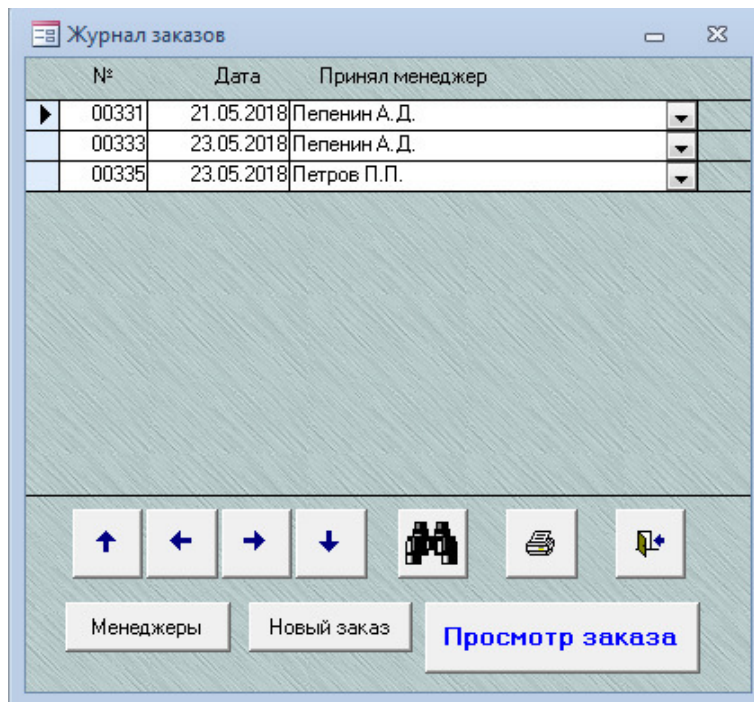 Журнал заказов
№ Дата Принял менеджер
00331 21.05.2018 Пепенин А.Д.
00333 23.05.2018 Пепенин А.Д.
00335 23.05.2018 Петров П.П.
Менеджеры Новый заказ Просмотр заказа